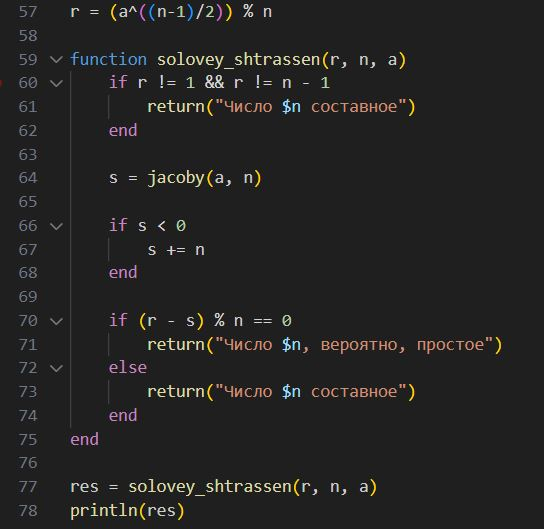 57 r = (a^((n-1)/2)) % n
58
59 function solovey_shtrassen(r, n, a)
60     if r != 1 && r != n - 1
61         return("Число $n составное")
62     end
63
64     s = jacoby(a, n)
65
66     if s < 0
67         s += n
68     end
69
70     if (r - s) % n == 0
71         return("Число $n, вероятно, простое")
72     else
73         return("Число $n составное")
74     end
75 end
76
77 res = solovey_shtrassen(r, n, a)
78 println(res)